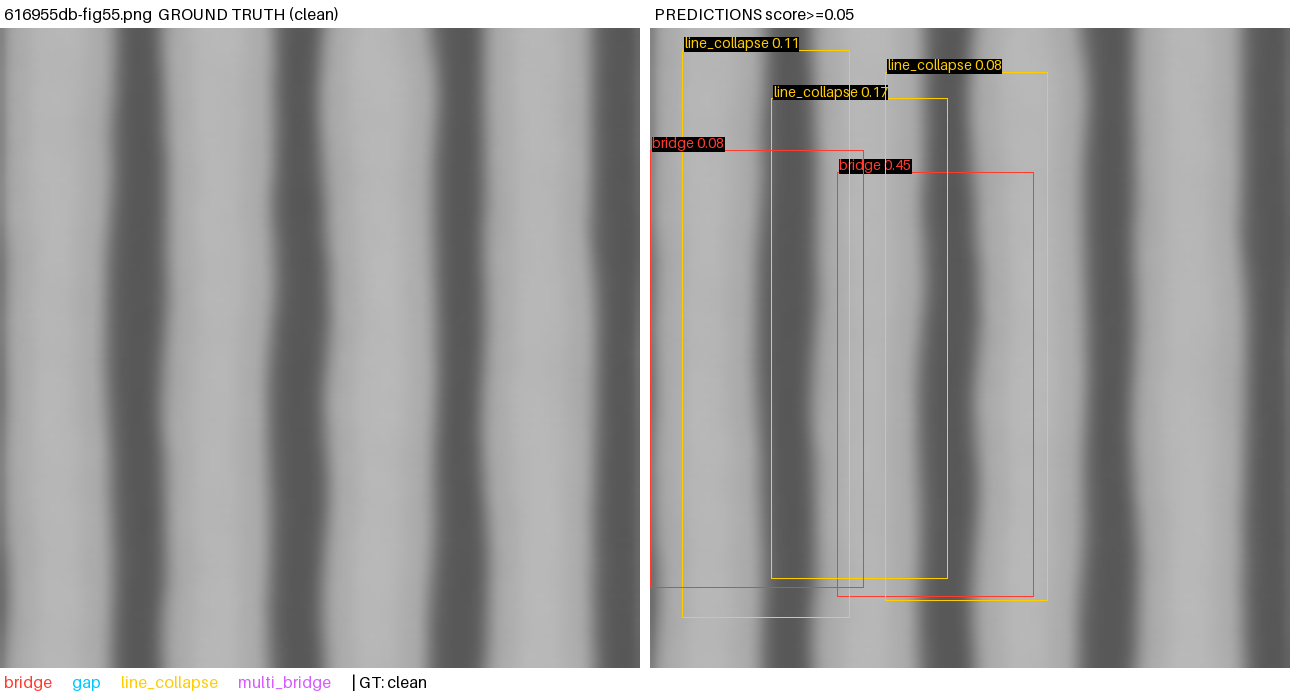 616955db-fig55.png  GROUND TRUTH (clean)
PREDICTIONS score>=0.05
line_collapse 0.11
line_collapse 0.08
line_collapse 0.17
bridge 0.08
bridge 0.45
bridge gap line_collapse multi_bridge | GT: clean